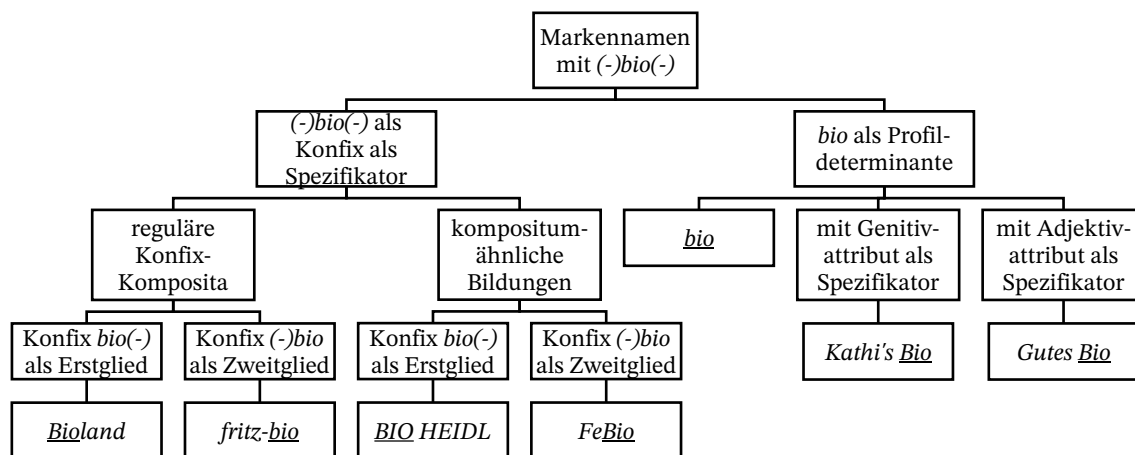 Markennamen
mit (-)bio(-)
(-)bio(-) als
Konfix als
Spezifikator
bio als Profil-
determinante
reguläre
Konfix-
Komposita
kompositum-
ähnliche
Bildungen
bio
mit Genitiv-
attribut als
Spezifikator
mit Adjektiv-
attribut als
Spezifikator
Konfix bio(-)
als Erstglied
Konfix (-)bio
als Zweitglied
Konfix bio(-)
als Erstglied
Konfix (-)bio
als Zweitglied
Kathi's Bio
Gutes Bio
Bioland
fritz-bio
BIO HEIDL
FeBio